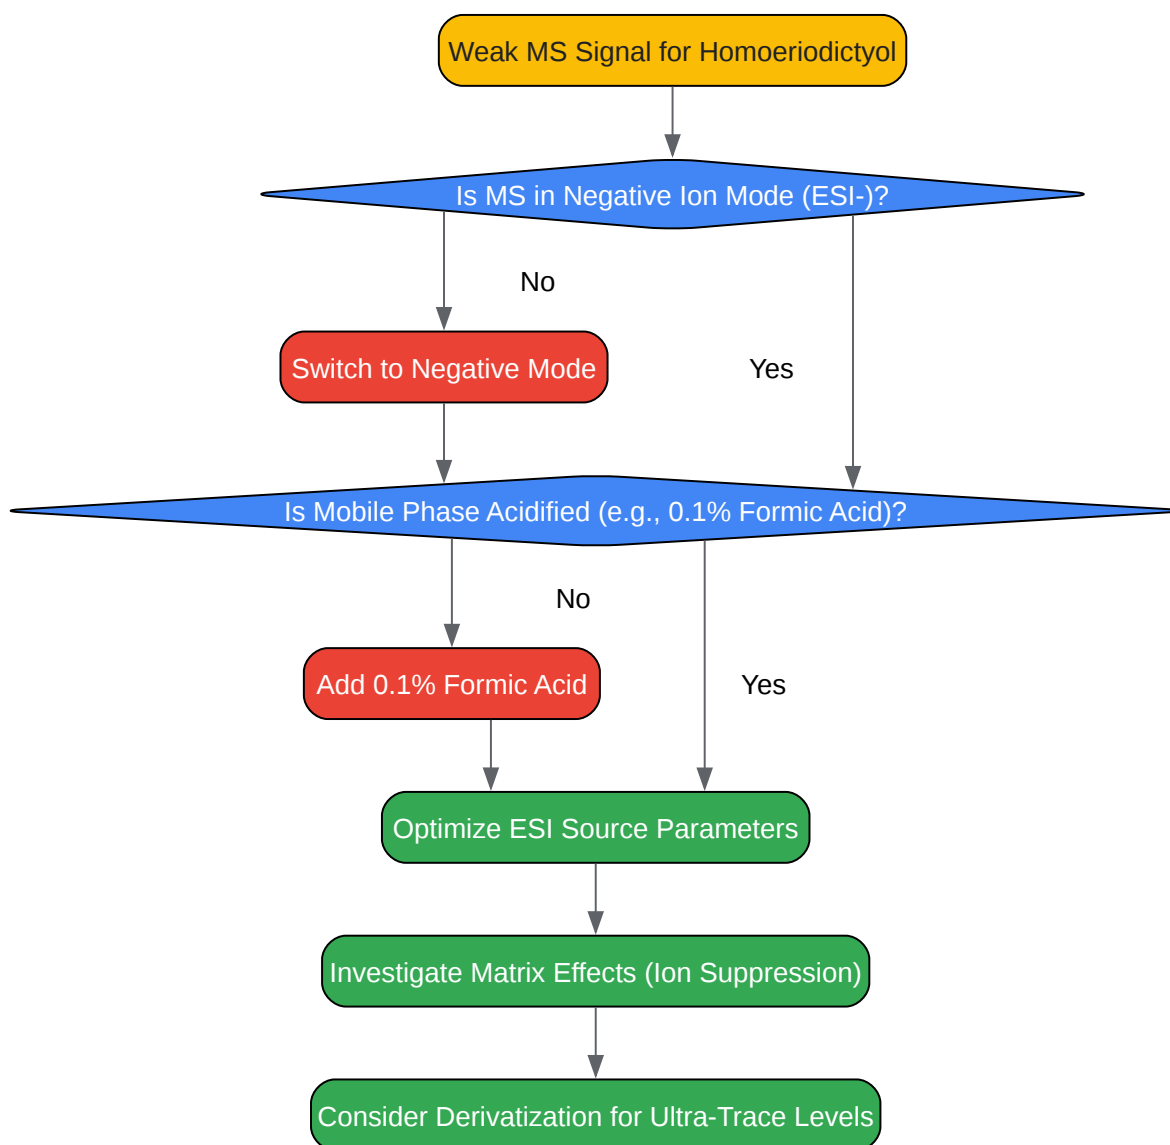 Weak MS Signal for Homoeriodictyol
Is MS in Negative Ion Mode (ESI-)?
No
Switch to Negative Mode
Yes
Is Mobile Phase Acidified (e.g., 0.1% Formic Acid)?
No
Add 0.1% Formic Acid
Yes
Optimize ESI Source Parameters
Investigate Matrix Effects (Ion Suppression)
Consider Derivatization for Ultra-Trace Levels